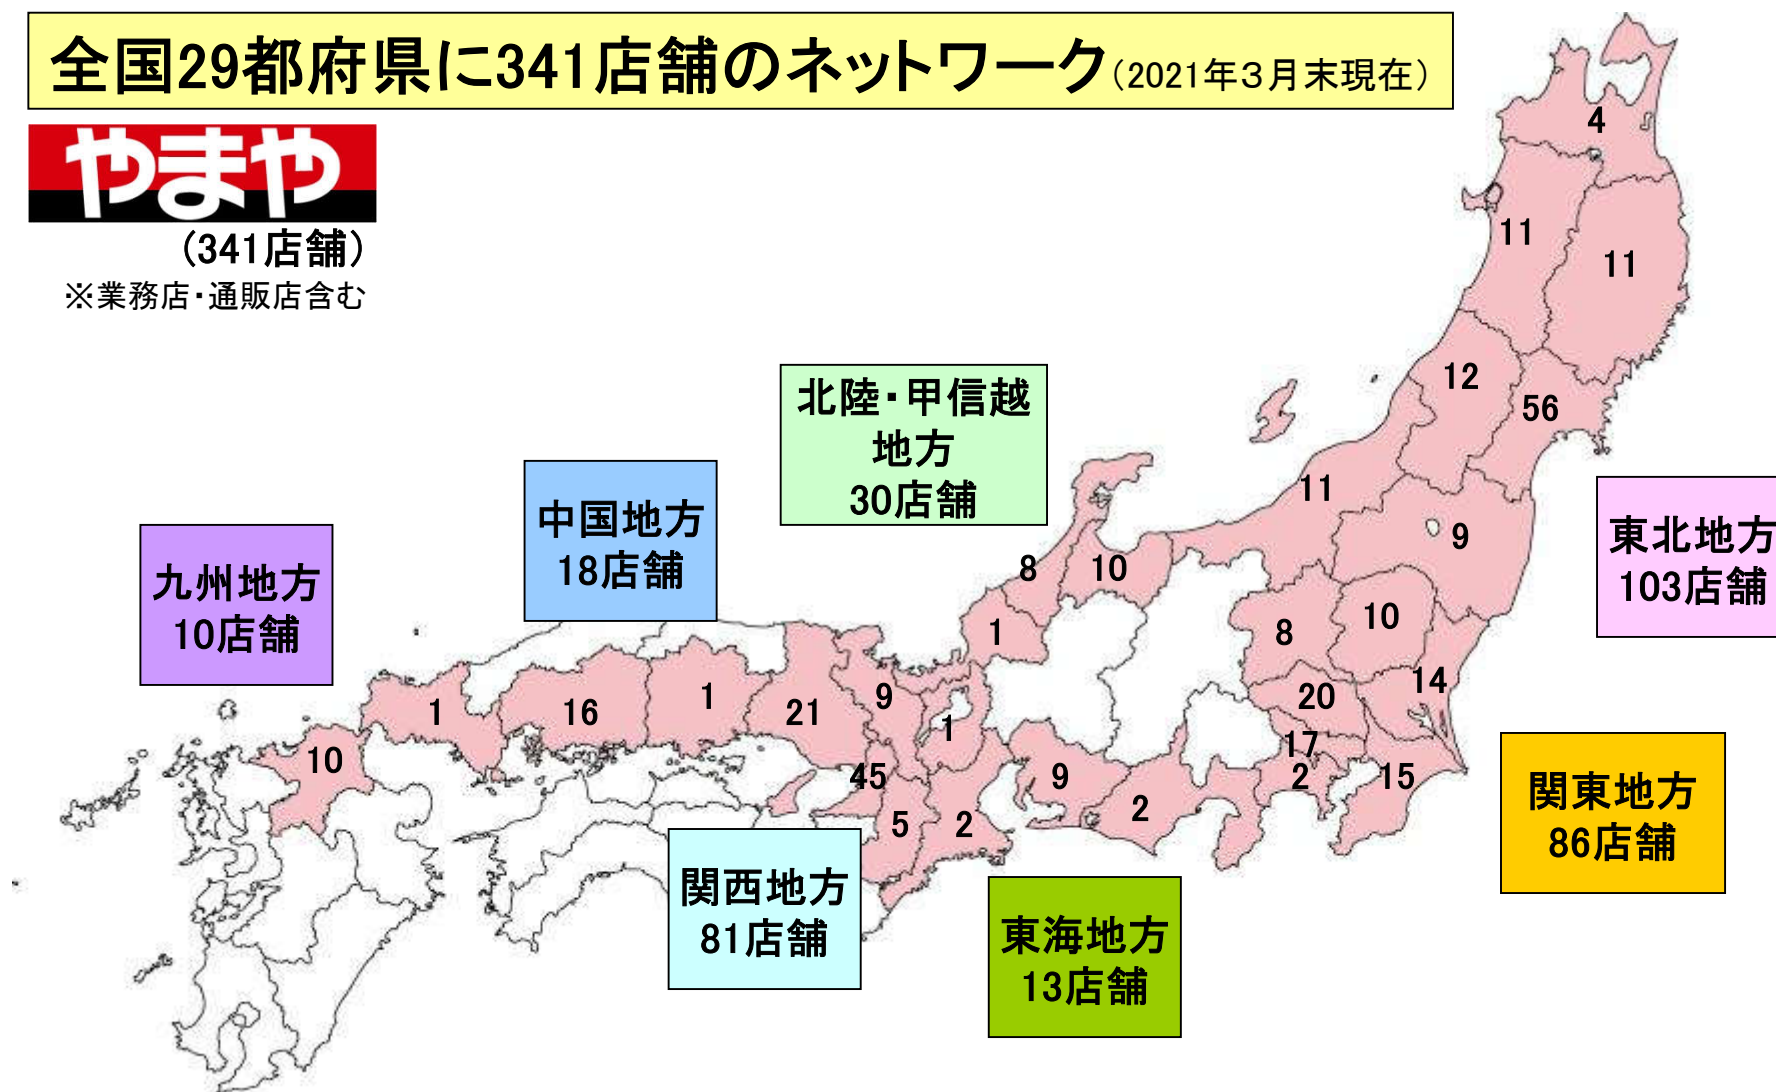 全国29都府県に341店舗のネットワーク(2021年3月末現在)
やまや
(341店舗)
※業務店・通販店含む
4
11
11
12
56
北陸・甲信越
地方
30店舗
11
9
中国地方
18店舗
東北地方
103店舗
九州地方
10店舗
8
10
1
8
10
14
20
1
16
1
21
9
1
17
10
45
9
2
2
15
5
2
関東地方
86店舗
関西地方
81店舗
東海地方
13店舗